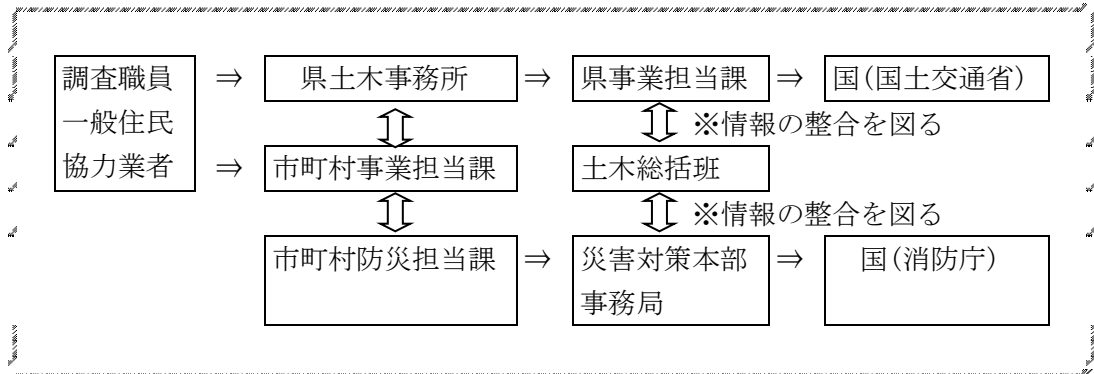 調査職員 ⇒ 県土木事務所 ⇒ 県事業担当課 ⇒ 国(国土交通省)
一般住民 ⇕ ⇕ ※情報の整合を図る
協力業者 ⇒ 市町村事業担当課 土木総括班
⇕ ⇕ ※情報の整合を図る
市町村防災担当課 ⇒ 災害対策本部 ⇒ 国(消防庁)
事務局